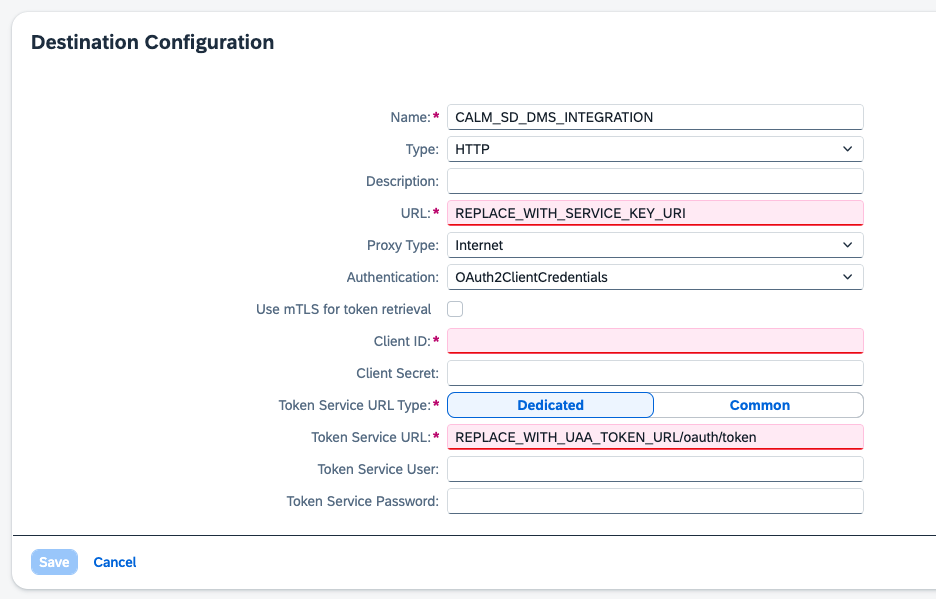 Destination Configuration
Name:* CALM_SD_DMS_INTEGRATION
Type: HTTP
Description:
URL:* REPLACE_WITH_SERVICE_KEY_URI
Proxy Type: Internet
Authentication: OAuth2ClientCredentials
Use mTLS for token retrieval
Client ID:*
Client Secret:
Token Service URL Type:* Dedicated Common
Token Service URL:* REPLACE_WITH_UAA_TOKEN_URL/oauth/token
Token Service User:
Token Service Password:
Save Cancel